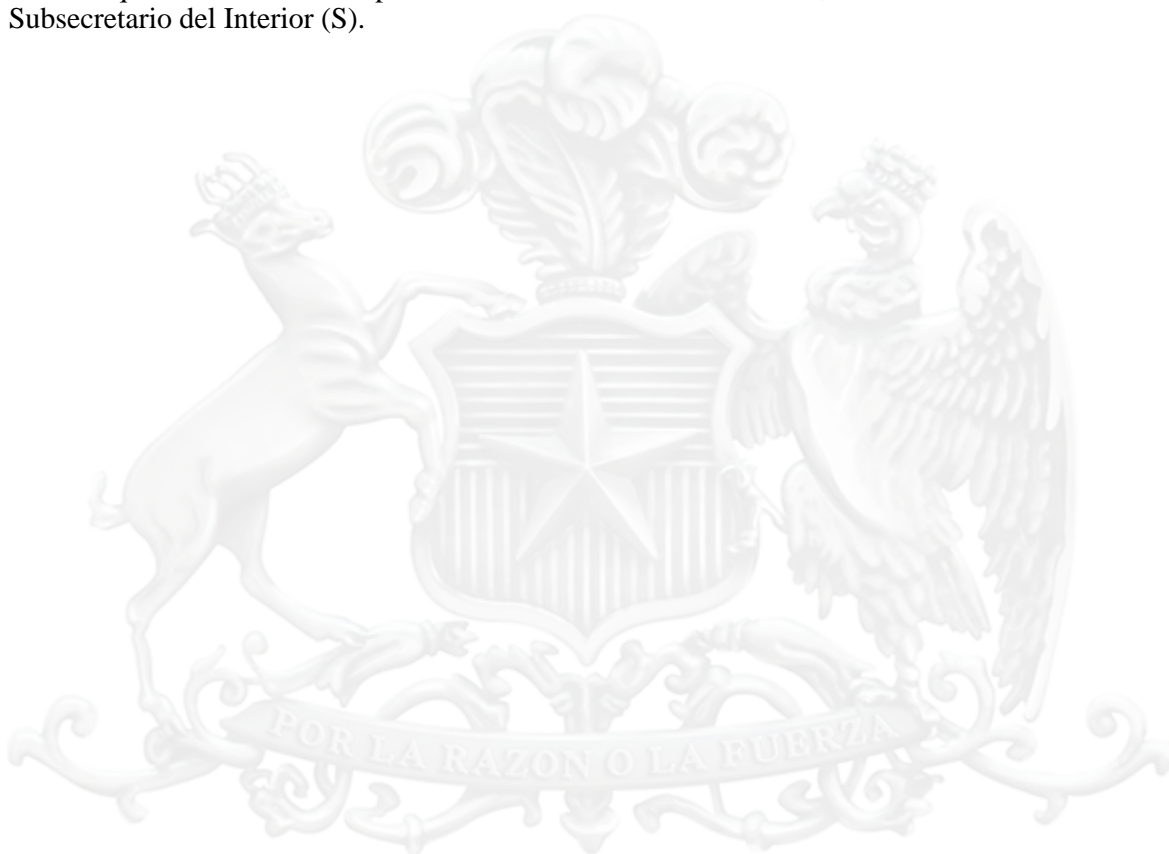 Subsecretario del Interior (S).
POR LA RAZON O LA FUERZA